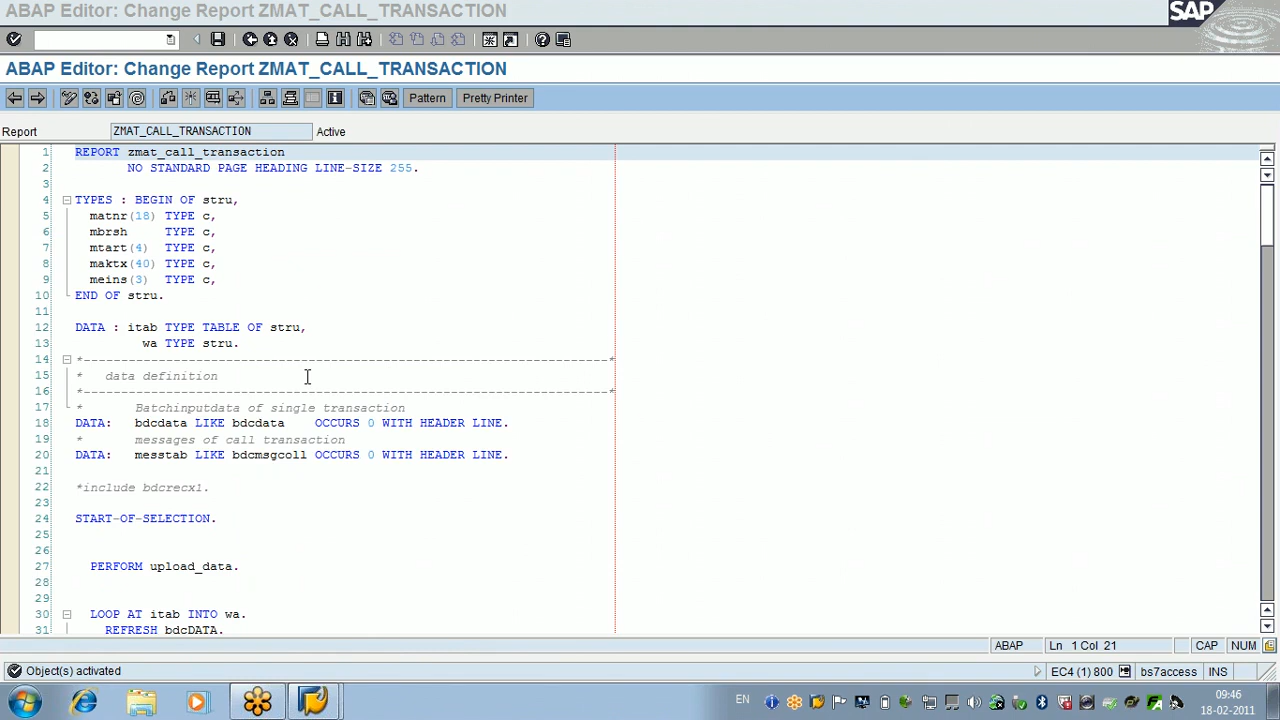 ABAP Editor: Change Report ZMAT_CALL_TRANSACTION
SAP
ABAP Editor: Change Report ZMAT_CALL_TRANSACTION
Pattern Pretty Printer
Report ZMAT_CALL_TRANSACTION Active
1 REPORT zmat_call_transaction
2 NO STANDARD PAGE HEADING LINE-SIZE 255.
3
4 TYPES : BEGIN OF stru,
5 matnr(18) TYPE c,
6 mbrsh TYPE c,
7 mtart(4) TYPE c,
8 maktx(40) TYPE c,
9 meins(3) TYPE c,
10 END OF stru.
11
12 DATA : itab TYPE TABLE OF stru,
13 wa TYPE stru.
14 *----------------------------------------------------------------------*
15 * data definition
16 *----------------------------------------------------------------------*
17 * Batchinputdata of single transaction
18 DATA: bdcdata LIKE bdcdata OCCURS 0 WITH HEADER LINE.
19 * messages of call transaction
20 DATA: messtab LIKE bdcmsgcoll OCCURS 0 WITH HEADER LINE.
21
22 *include bdcrecx1.
23
24 START-OF-SELECTION.
25
26
27 PERFORM upload_data.
28
29
30 LOOP AT itab INTO wa.
31 REFRESH bdcDATA.
ABAP Ln 1 Col 21 CAP NUM
Object(s) activated EC4 (1) 800 bs7access INS
EN 09:46
18-02-2011